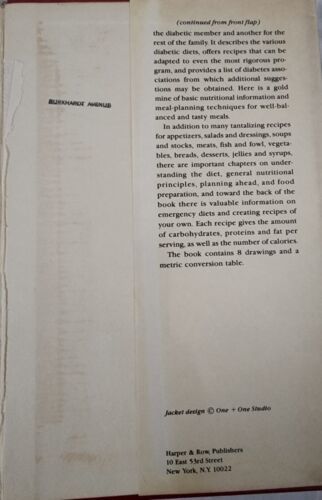 BURKHARDT AVENUE
(continued from front flap)
the diabetic member and another for the
rest of the family. It describes the various
diabetic diets, offers recipes that can be
adapted to even the most rigorous pro-
gram, and provides a list of diabetes asso-
ciations from which additional sugges-
tions may be obtained. Here is a gold
mine of basic nutritional information and
meal-planning techniques for well-bal-
anced and tasty meals.
In addition to many tantalizing recipes
for appetizers, salads and dressings, soups
and stocks, meats, fish and fowl, vegeta-
bles, breads, desserts, jellies and syrups,
there are important chapters on under-
standing the diet, general nutritional
principles, planning ahead, and food
preparation, and toward the back of the
book there is valuable information on
emergency diets and creating recipes of
your own. Each recipe gives the amount
of carbohydrates, proteins and fat per
serving, as well as the number of calories.
The book contains 8 drawings and a
metric conversion table.
Jacket design © One + One Studio
Harper & Row, Publishers
10 East 53rd Street
New York, N.Y. 10022